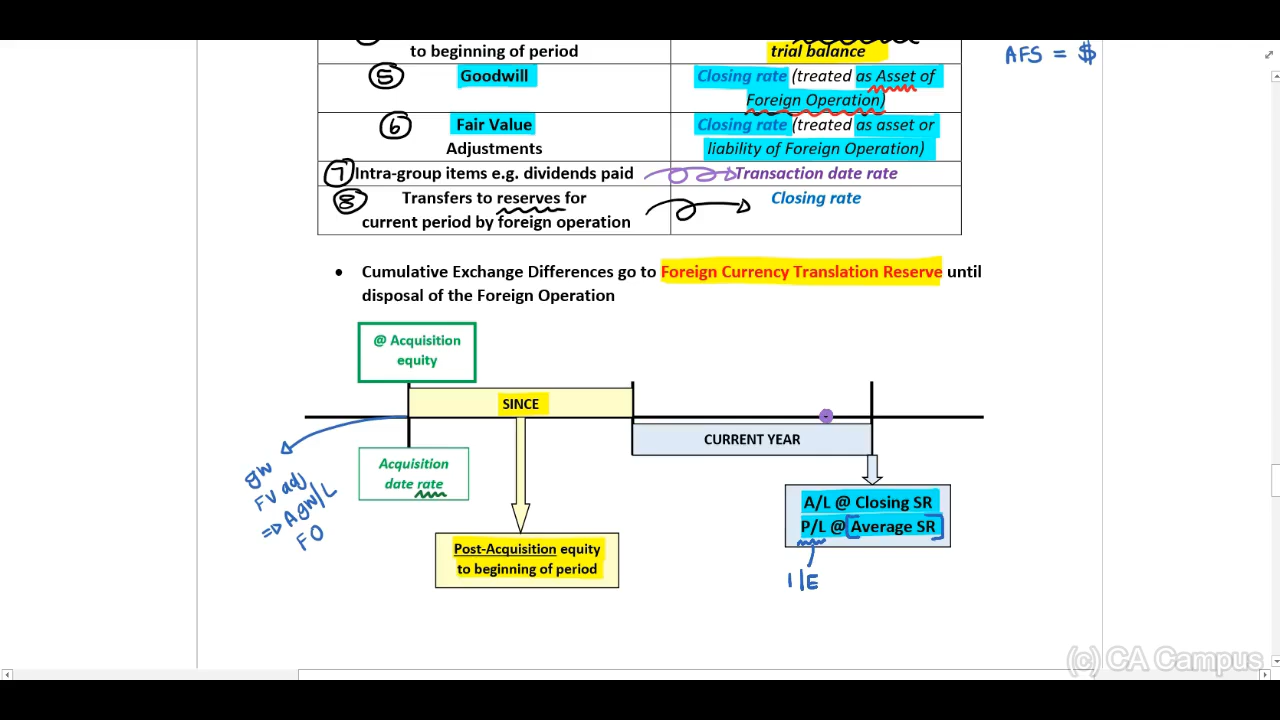 to beginning of period
trial balance
AFS = $
5
Goodwill
Closing rate (treated as Asset of
Foreign Operation)
6
Fair Value
Adjustments
Closing rate (treated as asset or
liability of Foreign Operation)
7
Intra-group items e.g. dividends paid
Transaction date rate
8
Transfers to reserves for
current period by foreign operation
Closing rate
• Cumulative Exchange Differences go to Foreign Currency Translation Reserve until
disposal of the Foreign Operation
@ Acquisition
equity
SINCE
CURRENT YEAR
Acquisition
date rate
gw
FV adj
=> A gw/L
FO
A/L @ Closing SR
P/L @ [Average SR]
Post-Acquisition equity
to beginning of period
I/E
(c) CA Campus